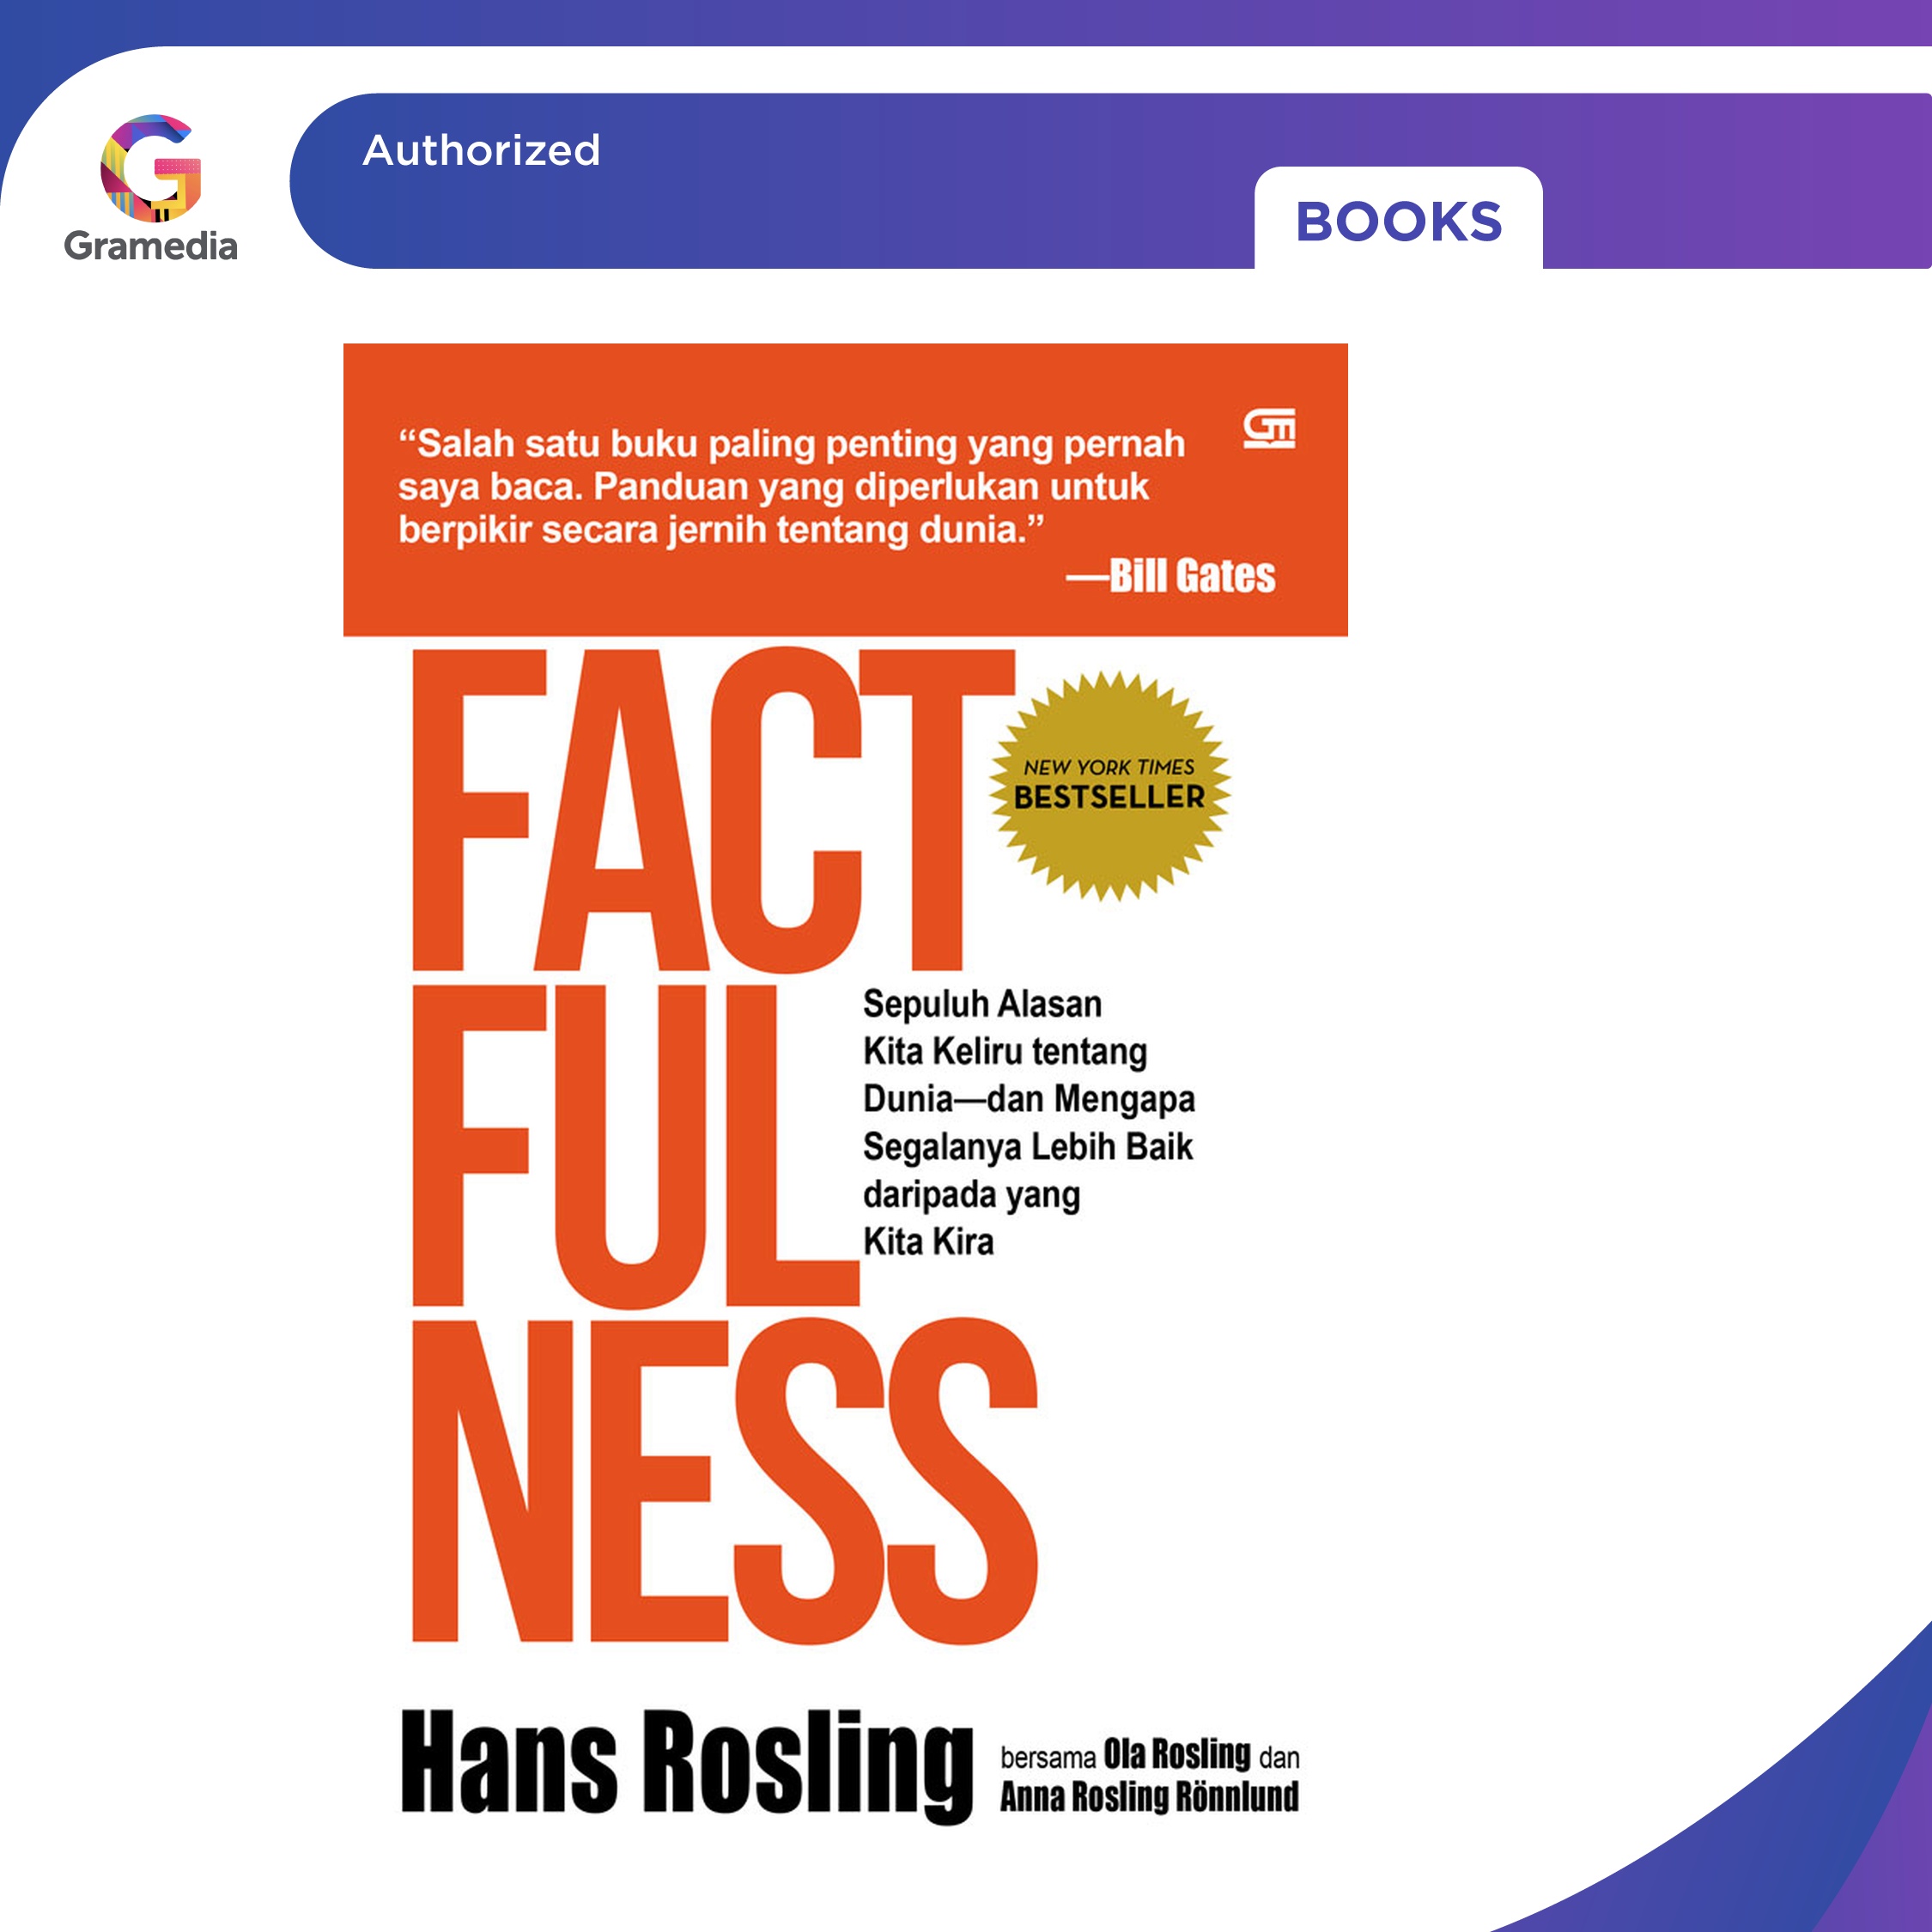 Gramedia
Authorized
BOOKS
“Salah satu buku paling penting yang pernah
saya baca. Panduan yang diperlukan untuk
berpikir secara jernih tentang dunia.”
—Bill Gates
FACT
NEW YORK TIMES
BESTSELLER
FUL
Sepuluh Alasan
Kita Keliru tentang
Dunia—dan Mengapa
Segalanya Lebih Baik
daripada yang
Kita Kira
NESS
Hans Rosling
bersama Ola Rosling dan
Anna Rosling Rönnlund